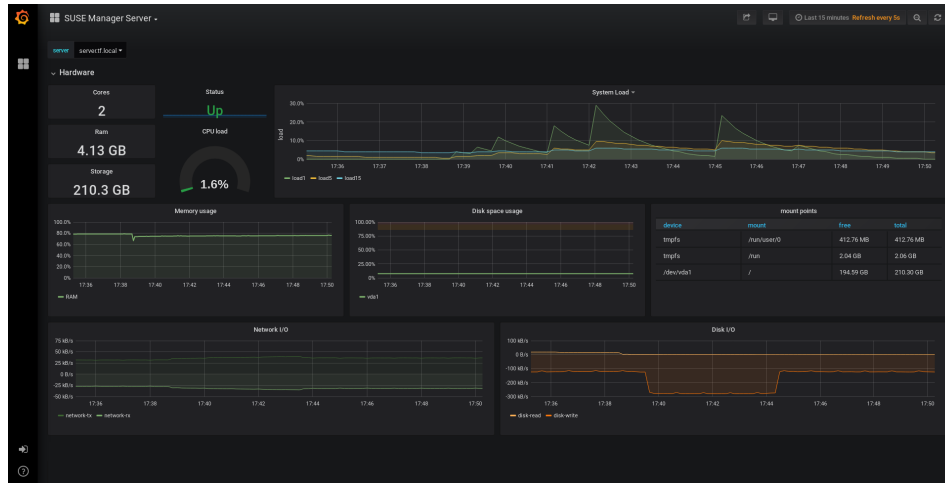 SUSE Manager Server
Last 15 minutes Refresh every 5s
server server.tf.local
Hardware
Cores
2
Status
Up
Ram
4.13 GB
CPU load
1.6%
Storage
210.3 GB
System Load
load
30.0%
20.0%
10.0%
0%
17:36 17:37 17:38 17:39 17:40 17:41 17:42 17:43 17:44 17:45 17:46 17:47 17:48 17:49 17:50
load1 load5 load15
Memory usage
100.0%
80.0%
60.0%
40.0%
20.0%
0%
17:36 17:38 17:40 17:42 17:44 17:46 17:48 17:50
RAM
Disk space usage
100.00%
75.00%
50.00%
25.00%
0%
17:36 17:38 17:40 17:42 17:44 17:46 17:48 17:50
vda1
mount points
device mount free total
tmpfs /run/user/0 412.76 MB 412.76 MB
tmpfs /run 2.04 GB 2.06 GB
/dev/vda1 / 194.59 GB 210.30 GB
Network I/O
75 kB/s
50 kB/s
25 kB/s
0 B/s
-25 kB/s
-50 kB/s
17:36 17:38 17:40 17:42 17:44 17:46 17:48 17:50
network-tx network-rx
Disk I/O
100 kB/s
0 B/s
-100 kB/s
-200 kB/s
-300 kB/s
17:36 17:38 17:40 17:42 17:44 17:46 17:48 17:50
disk-read disk-write